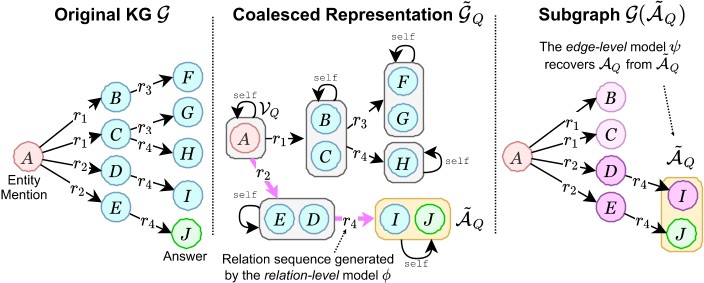 Original KG 𝒢
F
B
r₃
G
r₁
C
r₃
r₁
r₄
H
A
r₂
D
r₄
I
Entity
Mention
r₂
E
r₄
J
Answer
Coalesced Representation 𝒢̃_Q
self
self
self
𝒱_Q
A
r₁
B
C
r₃
F
G
r₄
H
self
r₂
self
E D
r₄
I J
𝒜̃_Q
self
Relation sequence generated
by the relation-level model ϕ
Subgraph 𝒢(𝒜̃_Q)
The edge-level model ψ
recovers 𝒜_Q from 𝒜̃_Q
B
r₁
C
r₁
A
r₂
D
r₄
𝒜̃_Q
I
r₂
E
r₄
J